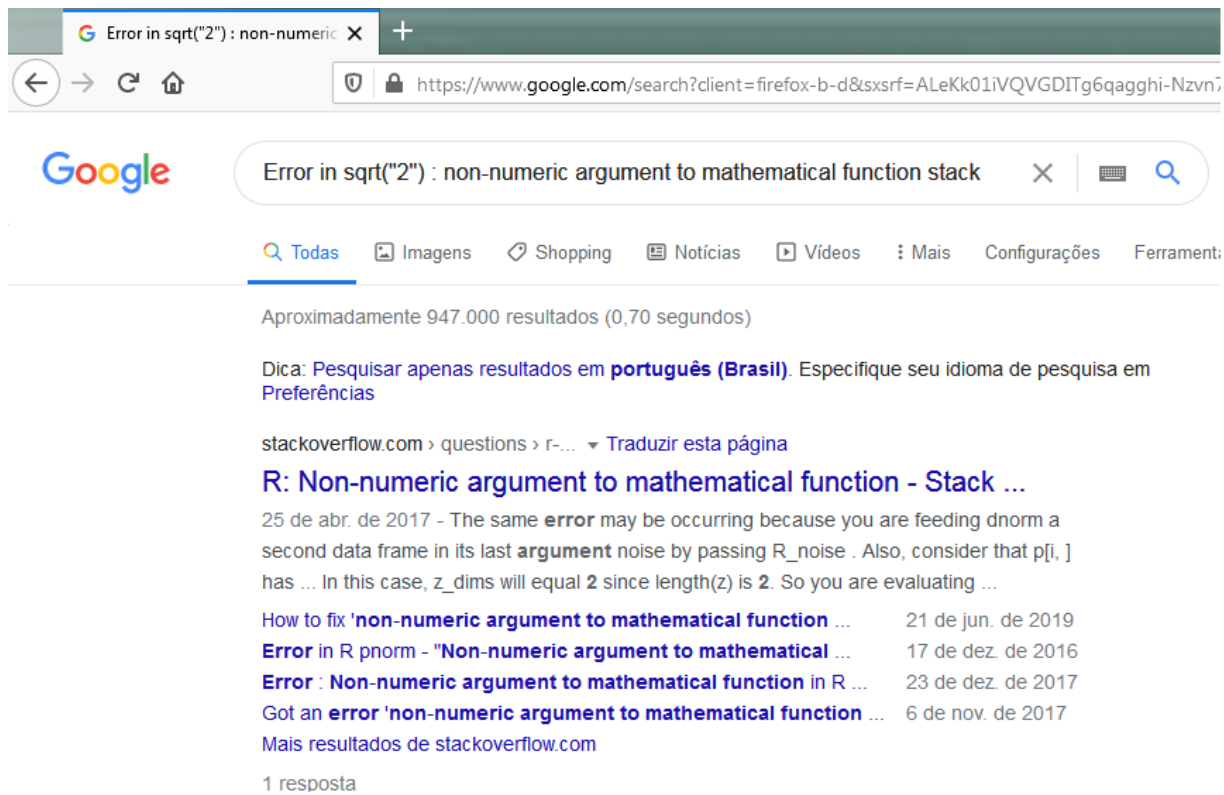 Error in sqrt("2") : non-numeric
https://www.google.com/search?client=firefox-b-d&sxsrf=ALeKk01iVQVGDITg6qagghi-Nzvn7
Google
Error in sqrt("2") : non-numeric argument to mathematical function stack
Todas Imagens Shopping Notícias Vídeos Mais Configurações Ferramenta
Aproximadamente 947.000 resultados (0,70 segundos)
Dica: Pesquisar apenas resultados em português (Brasil). Especifique seu idioma de pesquisa em
Preferências
stackoverflow.com › questions › r-... Traduzir esta página
R: Non-numeric argument to mathematical function - Stack ...
25 de abr. de 2017 - The same error may be occurring because you are feeding dnorm a
second data frame in its last argument noise by passing R_noise . Also, consider that p[i, ]
has ... In this case, z_dims will equal 2 since length(z) is 2. So you are evaluating ...
How to fix 'non-numeric argument to mathematical function ... 21 de jun. de 2019
Error in R pnorm - "Non-numeric argument to mathematical ... 17 de dez. de 2016
Error : Non-numeric argument to mathematical function in R ... 23 de dez. de 2017
Got an error 'non-numeric argument to mathematical function ... 6 de nov. de 2017
Mais resultados de stackoverflow.com
1 resposta